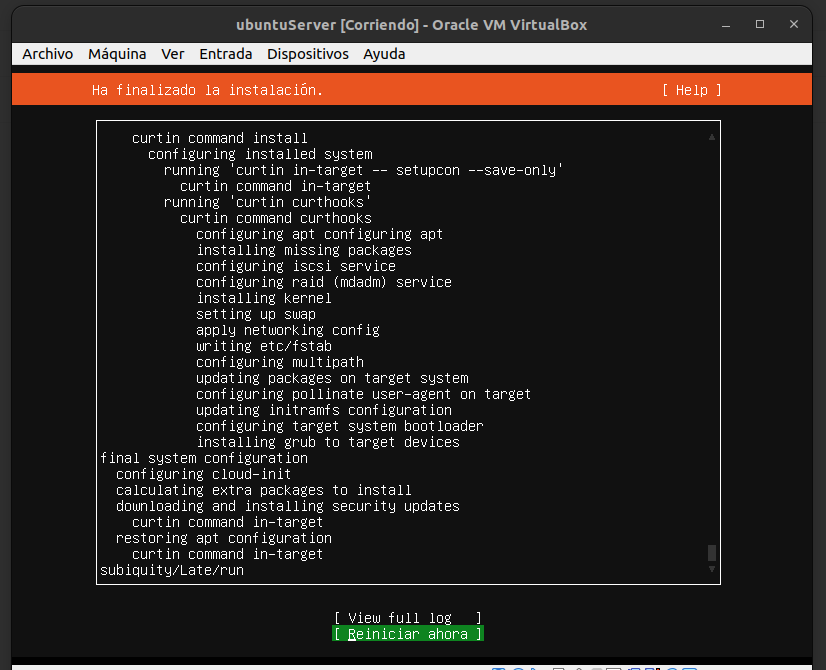 ubuntuServer [Corriendo] - Oracle VM VirtualBox
Archivo Máquina Ver Entrada Dispositivos Ayuda
Ha finalizado la instalación. [ Help ]
curtin command install
configuring installed system
running 'curtin in-target -- setupcon --save-only'
curtin command in-target
running 'curtin curthooks'
curtin command curthooks
configuring apt configuring apt
installing missing packages
configuring iscsi service
configuring raid (mdadm) service
installing kernel
setting up swap
apply networking config
writing etc/fstab
configuring multipath
updating packages on target system
configuring pollinate user-agent on target
updating initramfs configuration
configuring target system bootloader
installing grub to target devices
final system configuration
configuring cloud-init
calculating extra packages to install
downloading and installing security updates
curtin command in-target
restoring apt configuration
curtin command in-target
subiquity/Late/run
[ View full log ]
[ Reiniciar ahora ]